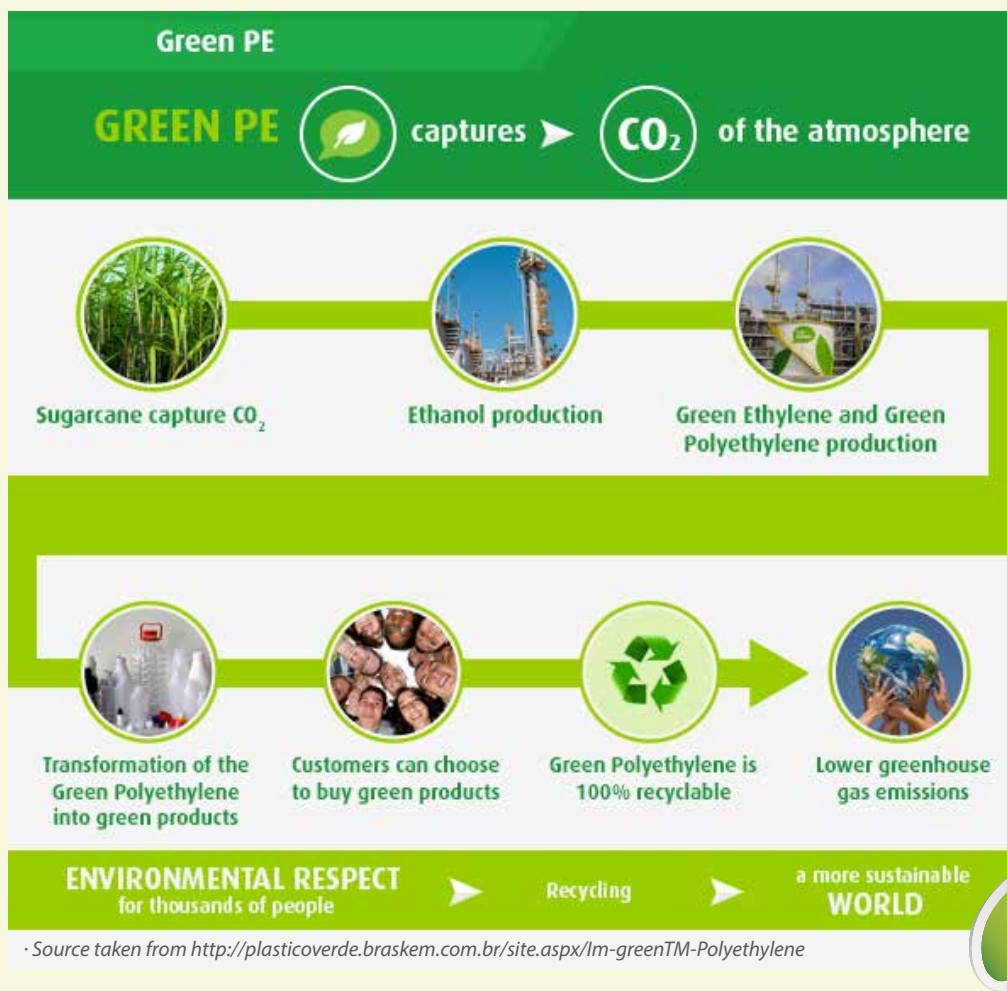 Green PE
GREEN PE captures CO₂ of the atmosphere
Sugarcane capture CO₂
Ethanol production
Green Ethylene and Green
Polyethylene production
Transformation of the
Green Polyethylene
into green products
Customers can choose
to buy green products
Green Polyethylene is
100% recyclable
Lower greenhouse
gas emissions
ENVIRONMENTAL RESPECT
for thousands of people
Recycling
a more sustainable
WORLD
· Source taken from http://plasticoverde.braskem.com.br/site.aspx/Im-greenTM-Polyethylene